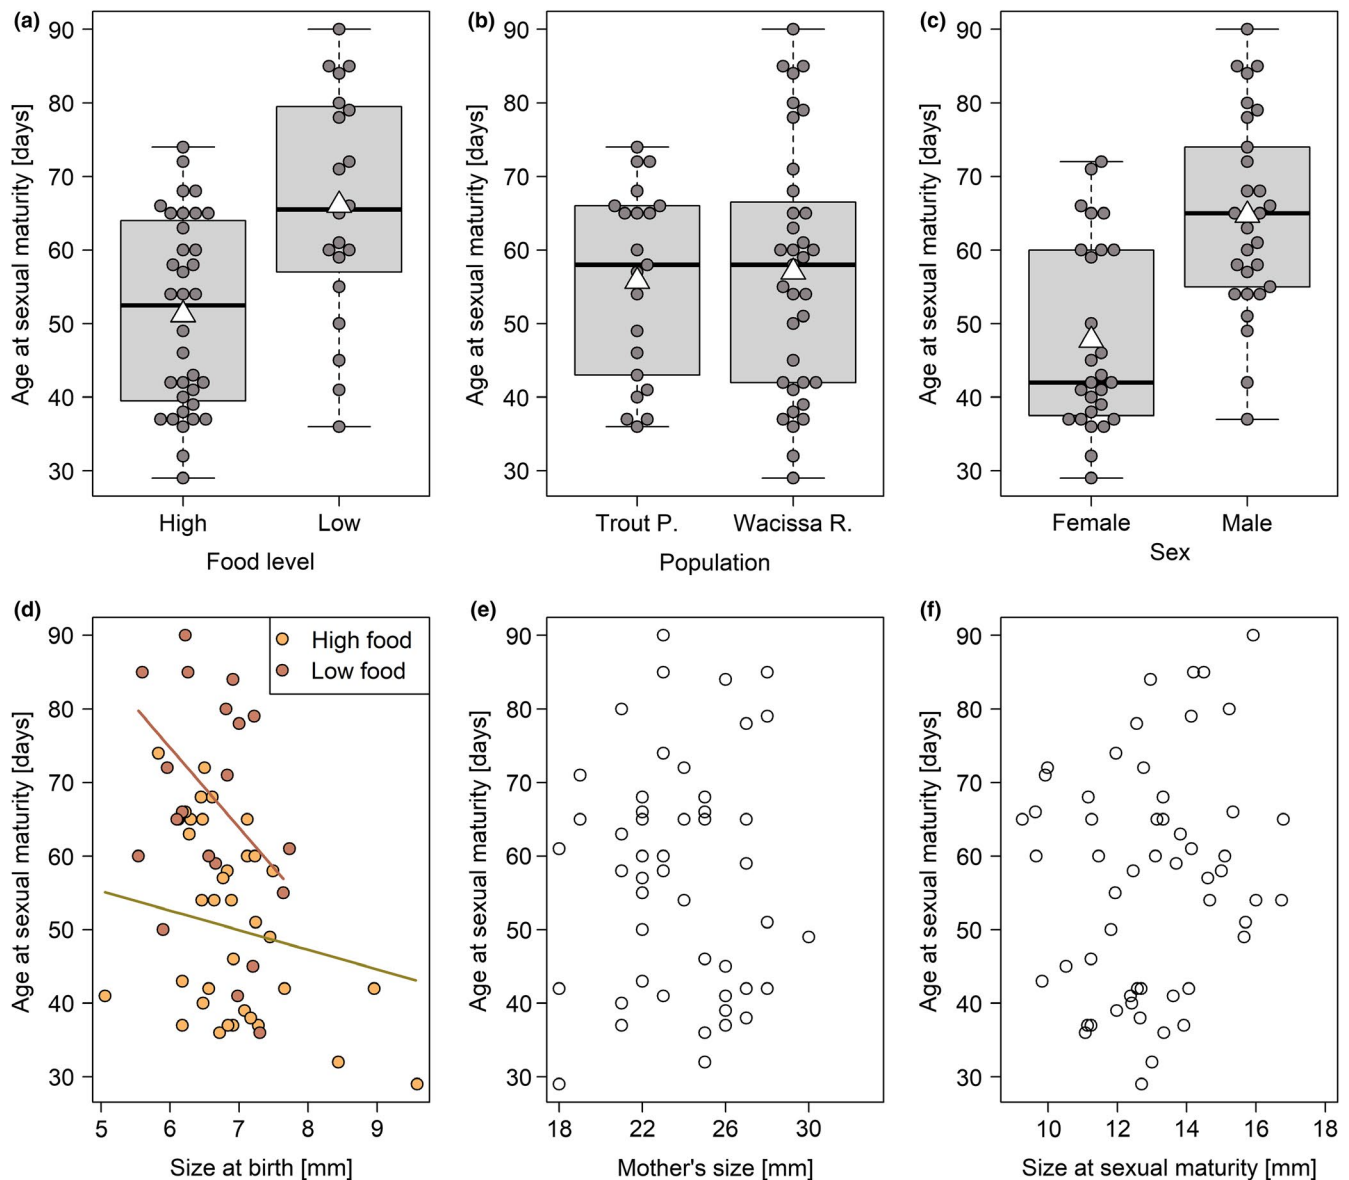 (a)
Age at sexual maturity [days]
90
80
70
60
50
40
30
High
Low
Food level
(b)
Age at sexual maturity [days]
90
80
70
60
50
40
30
Trout P.
Wacissa R.
Population
(c)
Age at sexual maturity [days]
90
80
70
60
50
40
30
Female
Male
Sex
(d)
Age at sexual maturity [days]
90
80
70
60
50
40
30
High food
Low food
5 6 7 8 9
Size at birth [mm]
(e)
Age at sexual maturity [days]
90
80
70
60
50
40
30
18 22 26 30
Mother's size [mm]
(f)
Age at sexual maturity [days]
90
80
70
60
50
40
30
10 12 14 16 18
Size at sexual maturity [mm]